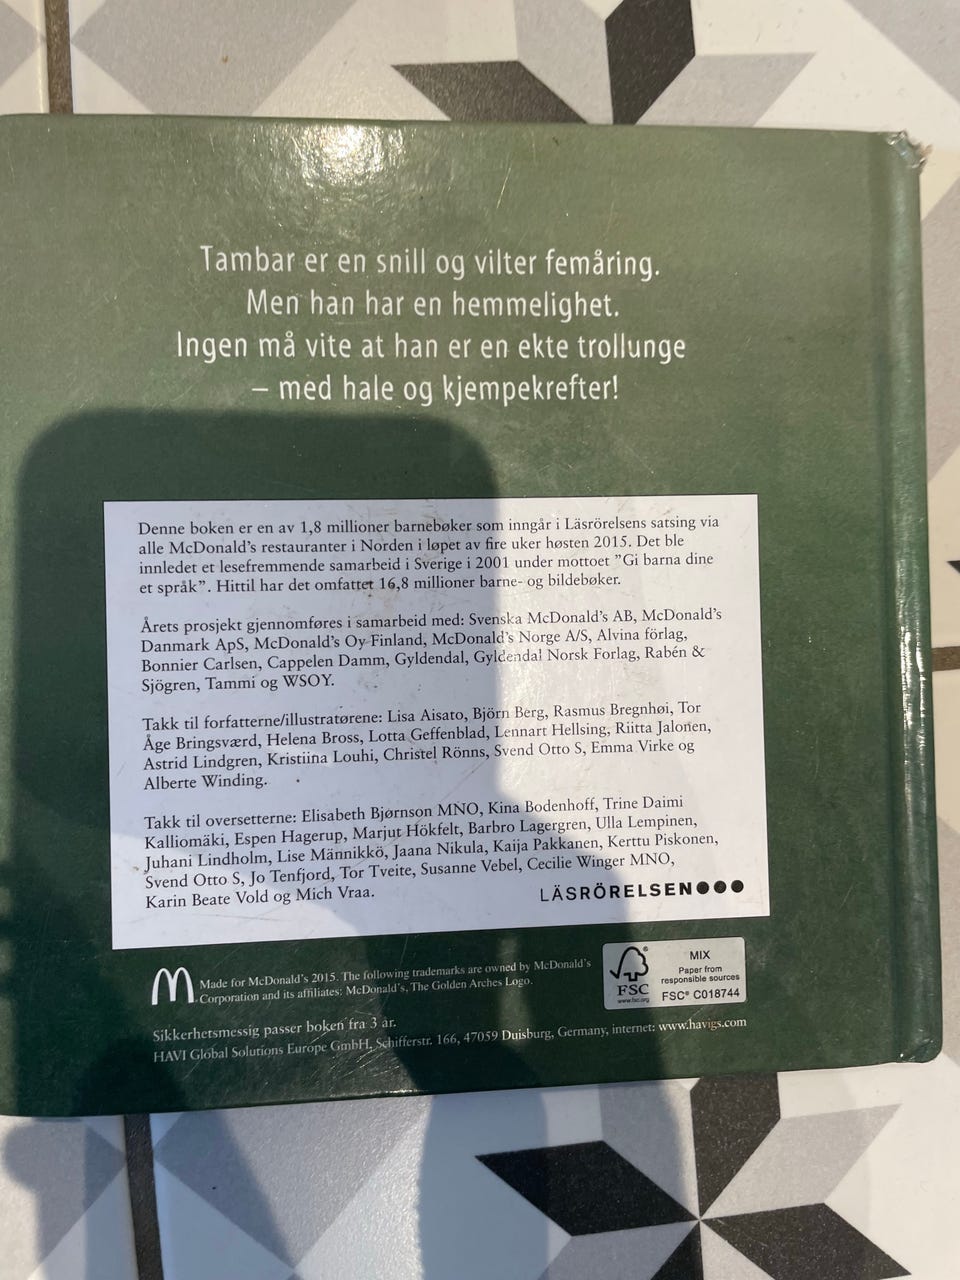 Tambar er en snill og vilter femåring.
Men han har en hemmelighet.
Ingen må vite at han er en ekte trollunge
– med hale og kjempekrefter!
Denne boken er en av 1,8 millioner barnebøker som inngår i Läsrörelsens satsing via
alle McDonald's restauranter i Norden i løpet av fire uker høsten 2015. Det ble
innledet et lesefremmende samarbeid i Sverige i 2001 under mottoet ”Gi barna dine
et språk”. Hittil har det omfattet 16,8 millioner barne- og bildebøker.
Årets prosjekt gjennomføres i samarbeid med: Svenska McDonald's AB, McDonald's
Danmark ApS, McDonald's Oy Finland, McDonald's Norge A/S, Alvina förlag,
Bonnier Carlsen, Cappelen Damm, Gyldendal, Gyldendal Norsk Forlag, Rabén &
Sjögren, Tammi og WSOY.
Takk til forfatterne/illustratørene: Lisa Aisato, Björn Berg, Rasmus Bregnhøi, Tor
Åge Bringsværd, Helena Bross, Lotta Geffenblad, Lennart Hellsing, Riitta Jalonen,
Astrid Lindgren, Kristiina Louhi, Christel Rönns, Svend Otto S, Emma Virke og
Alberte Winding.
Takk til oversetterne: Elisabeth Bjørnson MNO, Kina Bodenhoff, Trine Daimi
Kalliomäki, Espen Hagerup, Marjut Hökfelt, Barbro Lagergren, Ulla Lempinen,
Juhani Lindholm, Lise Männikkö, Jaana Nikula, Kaija Pakkanen, Kerttu Piskonen,
Svend Otto S, Jo Tenfjord, Tor Tveite, Susanne Vebel, Cecilie Winger MNO,
Karin Beate Vold og Mich Vraa.
LÄSRÖRELSEN
Made for McDonald's 2015. The following trademarks are owned by McDonald's
Corporation and its affiliates: McDonald's, The Golden Arches Logo.
FSC®
www.fsc.org
MIX
Paper from
responsible sources
FSC® C018744
Sikkerhetsmessig passer boken fra 3 år.
HAVI Global Solutions Europe GmbH, Schifferstr. 166, 47059 Duisburg, Germany, internet: www.havigs.com